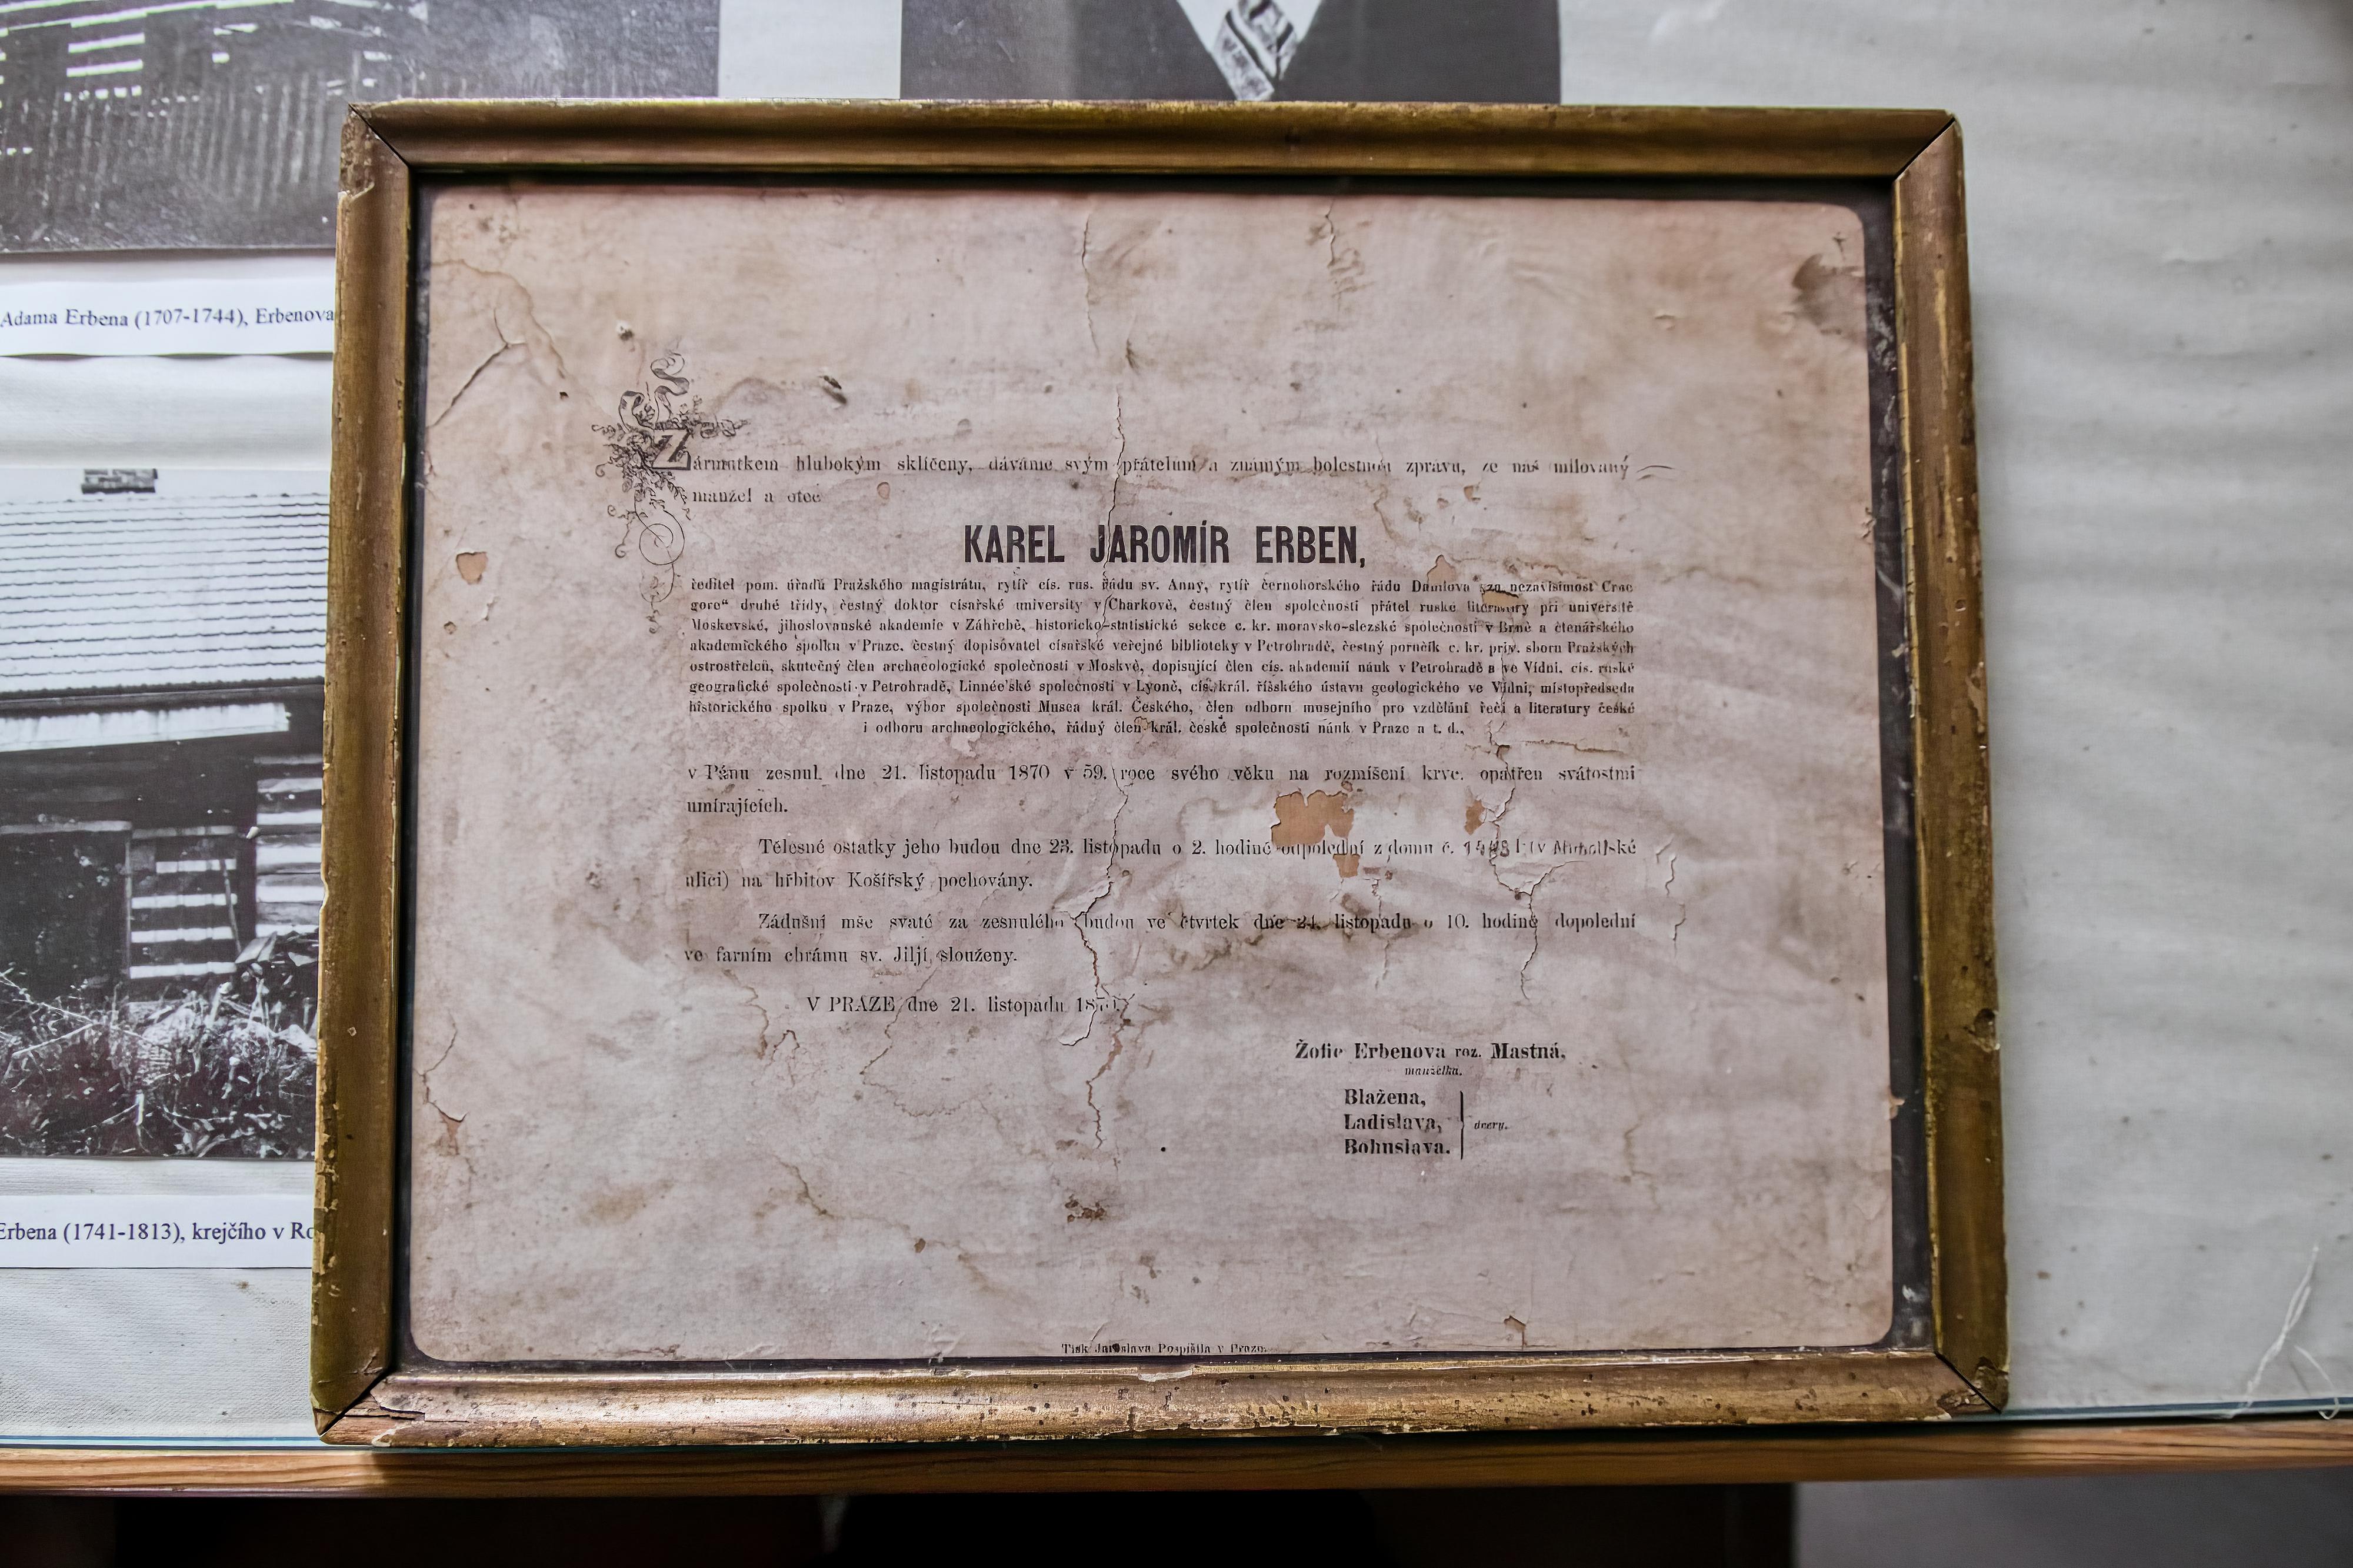 Adama Erbena (1707-1744), Erbenova
Erbena (1741-1813), krejčího v Ro
Zármutkem hlubokým sklíčeny, dáváme svým přátelům a známým bolestnou zprávu, že náš milovaný
manžel a otec
KAREL JAROMÍR ERBEN,
ředitel pom. úřadů Pražského magistrátu, rytíř cís. rus. řádu sv. Anny, rytíř černohorského řádu Danilova „za nezavisimost Crne
gore“ druhé třídy, čestný doktor císařské university v Charkově, čestný člen společnosti přátel ruské literatury při universitě
Moskevské, jihoslovanské akademie v Záhřebě, historicko-statistické sekce c. kr. moravsko-slezské společnosti v Brně a čtenářského
akademického spolku v Praze, čestný dopisovatel císařské veřejné biblioteky v Petrohradě, čestný poručík c. kr. priv. sboru Pražských
ostrostřelců, skutečný člen archaeologické společnosti v Moskvě, dopisující člen cís. akademií náuk v Petrohradě a ve Vídni, cís. ruské
geografické společnosti v Petrohradě, Linnée'ské společnosti v Lyoně, cís. král. říšského ústavu geologického ve Vídni, místopředseda
historického spolku v Praze, výbor společnosti Musea král. Českého, člen odboru musejního pro vzdělání řeči a literatury české
i odboru archaeologického, řádný člen král. české společnosti náuk v Praze a t. d.,
v Pánu zesnul dne 21. listopadu 1870 v 59. roce svého věku na rozmíšení krve, opatřen svátostmi
umírajících.
Tělesné ostatky jeho budou dne 23. listopadu o 2. hodině odpolední z domu č.
ulici) na hřbitov Košířský pochovány.
Zádušní mše svaté za zesnulého budou ve čtvrtek dne 24. listopadu o 10. hodině dopolední
ve farním chrámu sv. Jiljí slouženy.
V PRAZE dne 21. listopadu 1870.
Žofie Erbenova roz. Mastná,
manželka.
Blažena,
Ladislava,
dcery.
Bohuslava.
Tisk Jaroslava Pospíšila v Praze.